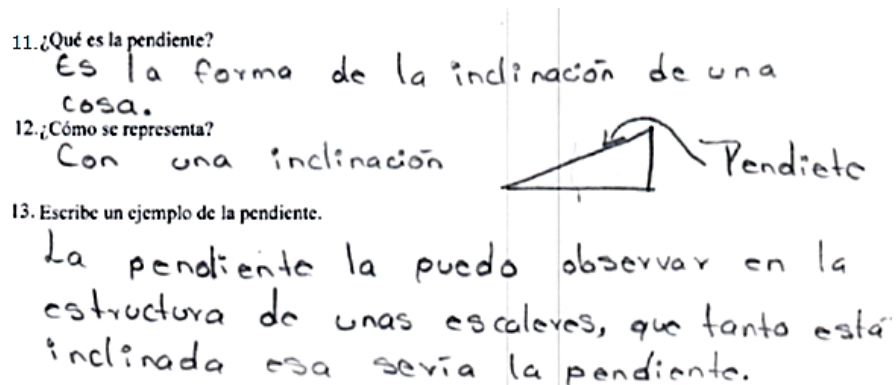 11. ¿Qué es la pendiente?
Es la forma de la inclinación de una
cosa.
12. ¿Cómo se representa?
Con una inclinación
Pendiete
13. Escribe un ejemplo de la pendiente.
La pendiente la puedo observar en la
estructura de unas escaleres, que tanto está
inclinada esa sería la pendiente.